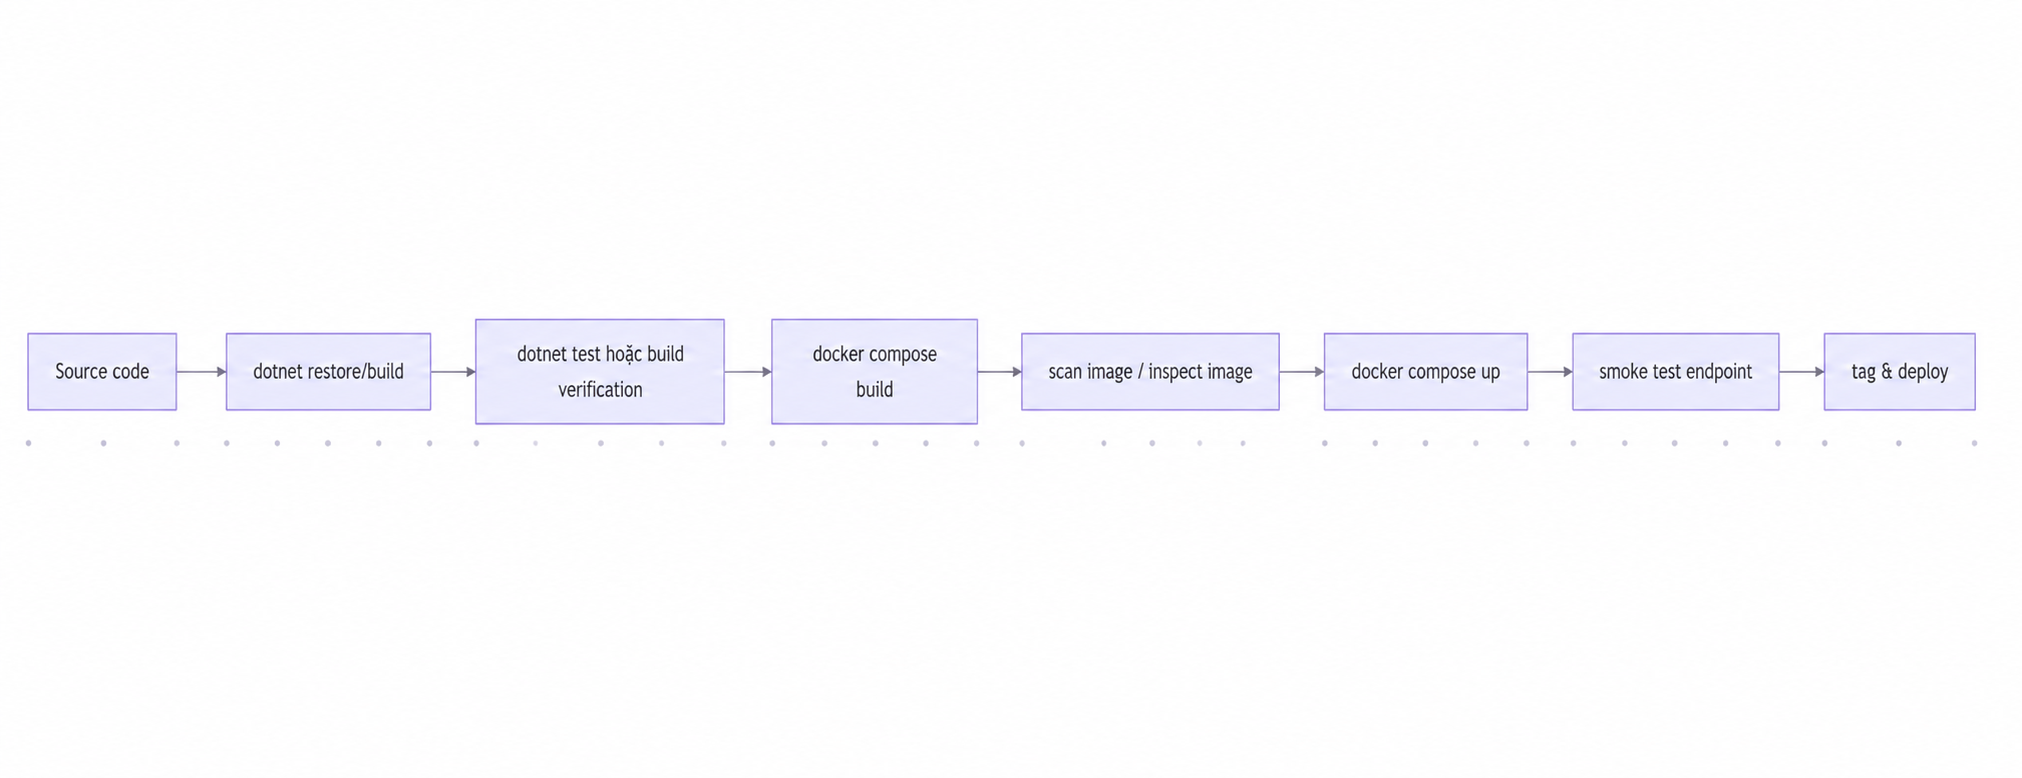 Source code
dotnet restore/build
dotnet test hoặc build
verification
docker compose
build
scan image / inspect image
docker compose up
smoke test endpoint
tag & deploy